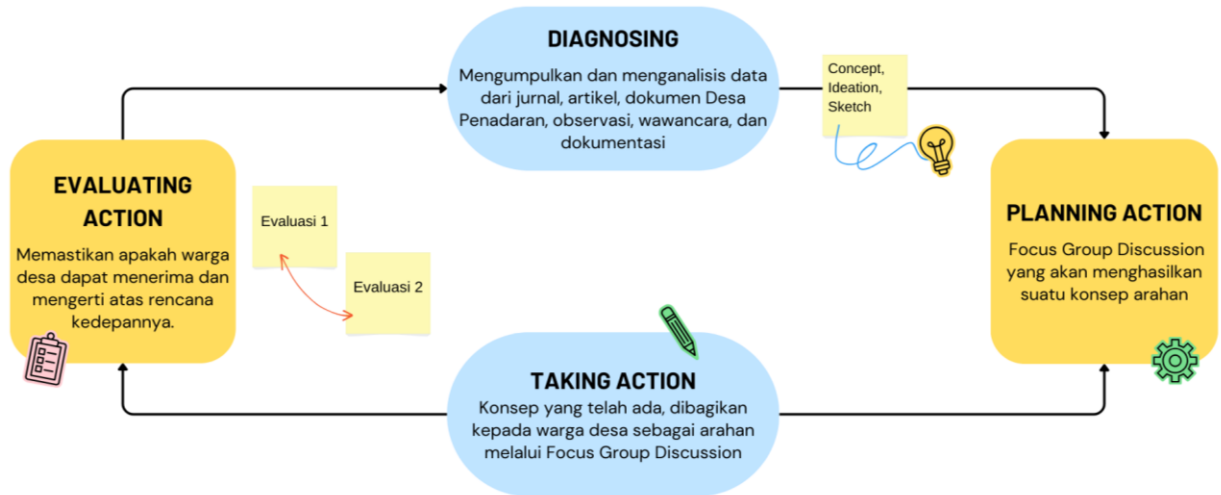 DIAGNOSING
Mengumpulkan dan menganalisis data
dari jurnal, artikel, dokumen Desa
Penadaran, observasi, wawancara, dan
dokumentasi
Concept,
Ideation,
Sketch
PLANNING ACTION
Focus Group Discussion
yang akan menghasilkan
suatu konsep arahan
TAKING ACTION
Konsep yang telah ada, dibagikan
kepada warga desa sebagai arahan
melalui Focus Group Discussion
EVALUATING
ACTION
Memastikan apakah warga
desa dapat menerima dan
mengerti atas rencana
kedepannya.
Evaluasi 1
Evaluasi 2